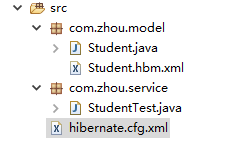 src
com.zhou.model
Student.java
Student.hbm.xml
com.zhou.service
StudentTest.java
hibernate.cfg.xml